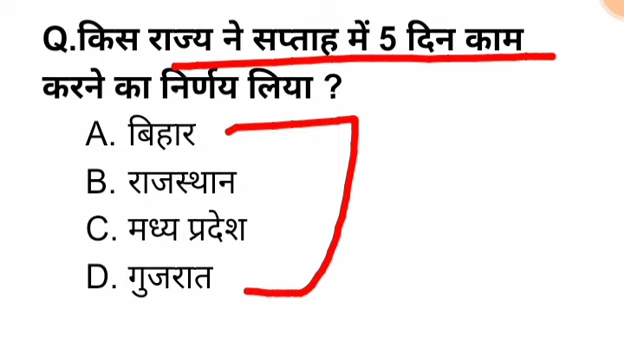 Q.किस राज्य ने सप्ताह में 5 दिन काम
करने का निर्णय लिया ?
A. बिहार
B. राजस्थान
C. मध्य प्रदेश
D. गुजरात